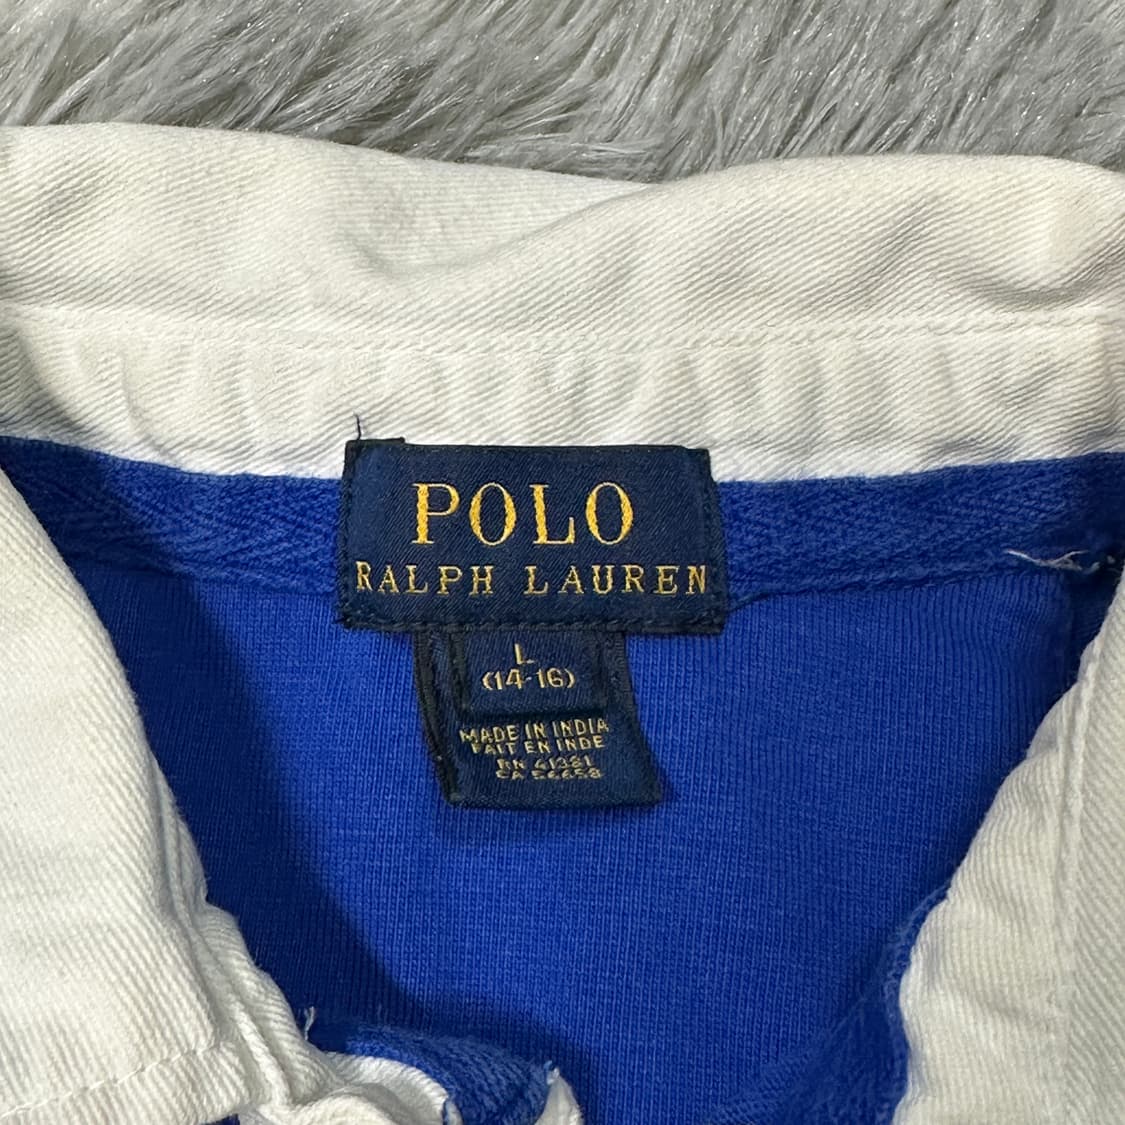 POLO
RALPH LAUREN
L
(14-16)
MADE IN INDIA
FAIT EN INDE
RN 41381
CA 56658